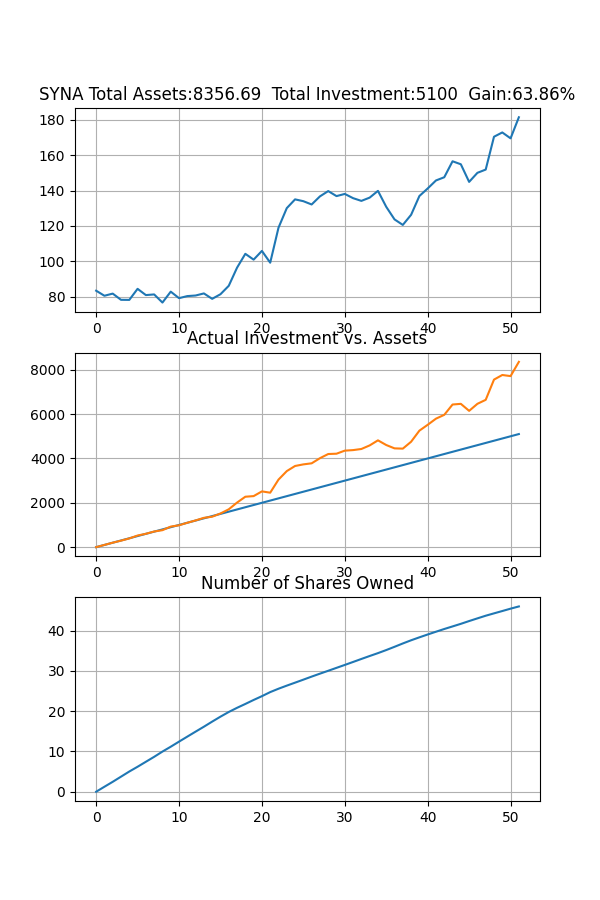 SYNA Total Assets:8356.69  Total Investment:5100  Gain:63.86%
180
160
140
120
100
80
0 10 20 30 40 50
Actual Investment vs. Assets
8000
6000
4000
2000
0
0 10 20 30 40 50
Number of Shares Owned
40
30
20
10
0
0 10 20 30 40 50